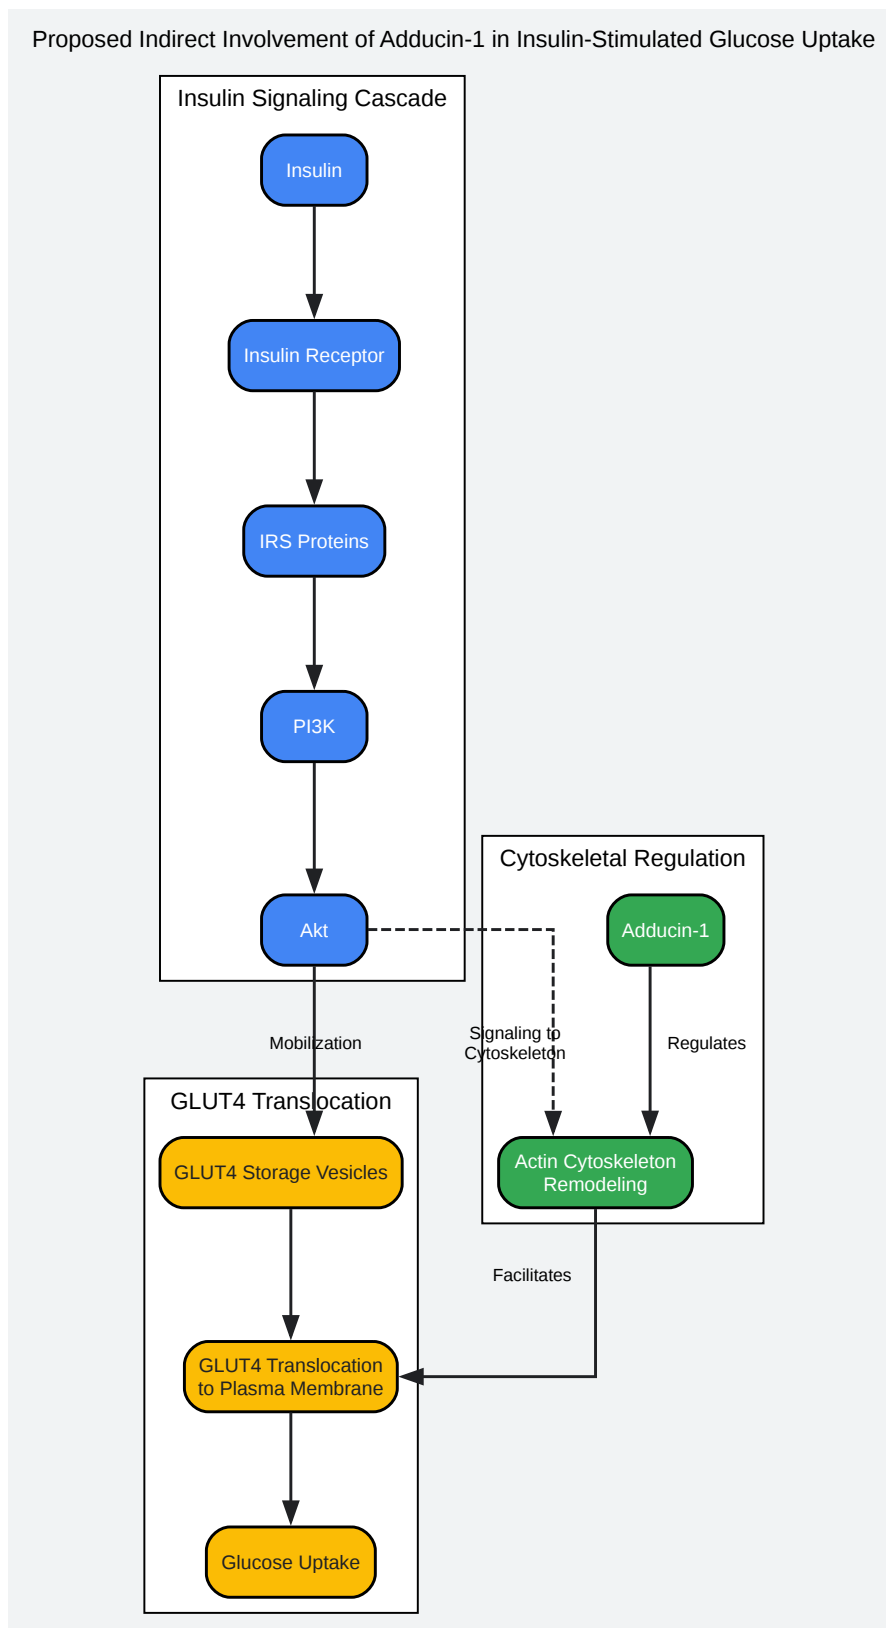 Proposed Indirect Involvement of Adducin-1 in Insulin-Stimulated Glucose Uptake
Insulin Signaling Cascade
Insulin
Insulin Receptor
IRS Proteins
PI3K
Akt
Cytoskeletal Regulation
Adducin-1
Mobilization
Signaling to
Cytoskeleton
Regulates
GLUT4 Translocation
GLUT4 Storage Vesicles
Actin Cytoskeleton
Remodeling
Facilitates
GLUT4 Translocation
to Plasma Membrane
Glucose Uptake